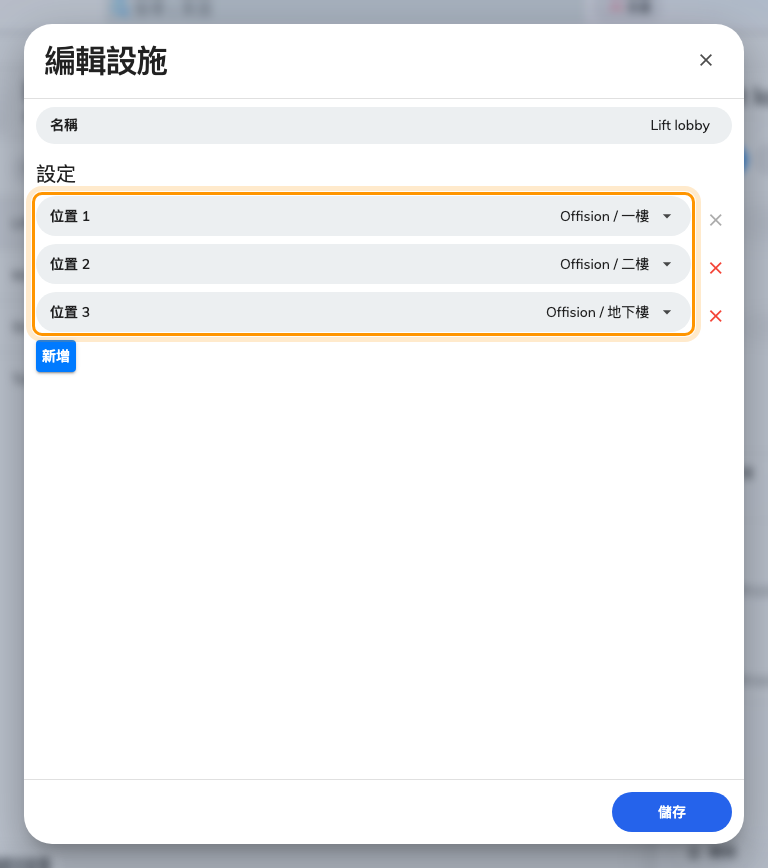 編輯設施
名稱 Lift lobby
設定
位置 1 Offision / 一樓
位置 2 Offision / 二樓
位置 3 Offision / 地下樓
新增
儲存